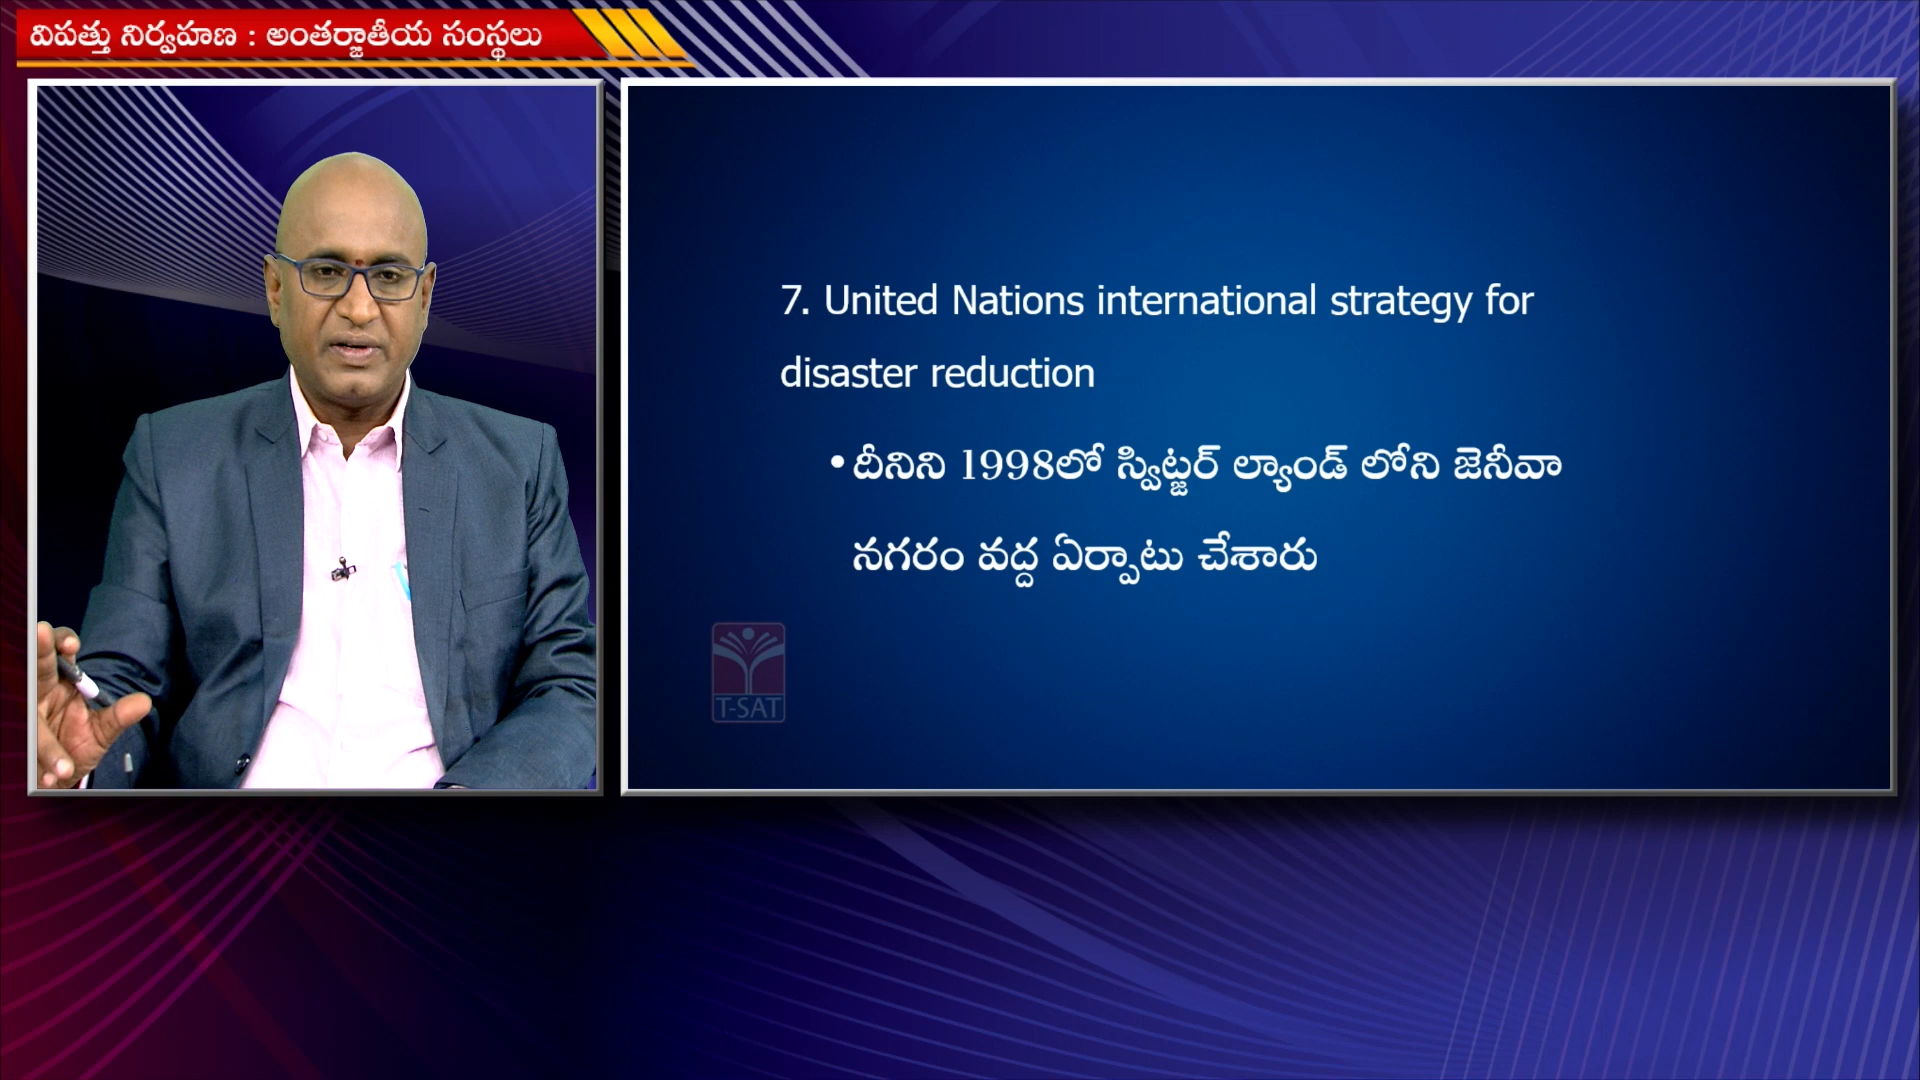 విపత్తు నిర్వహణ : అంతర్జాతీయ సంస్థలు
7. United Nations international strategy for
disaster reduction
• దీనిని 1998లో స్విట్జర్ ల్యాండ్ లోని జెనీవా
నగరం వద్ద ఏర్పాటు చేశారు
T-SAT